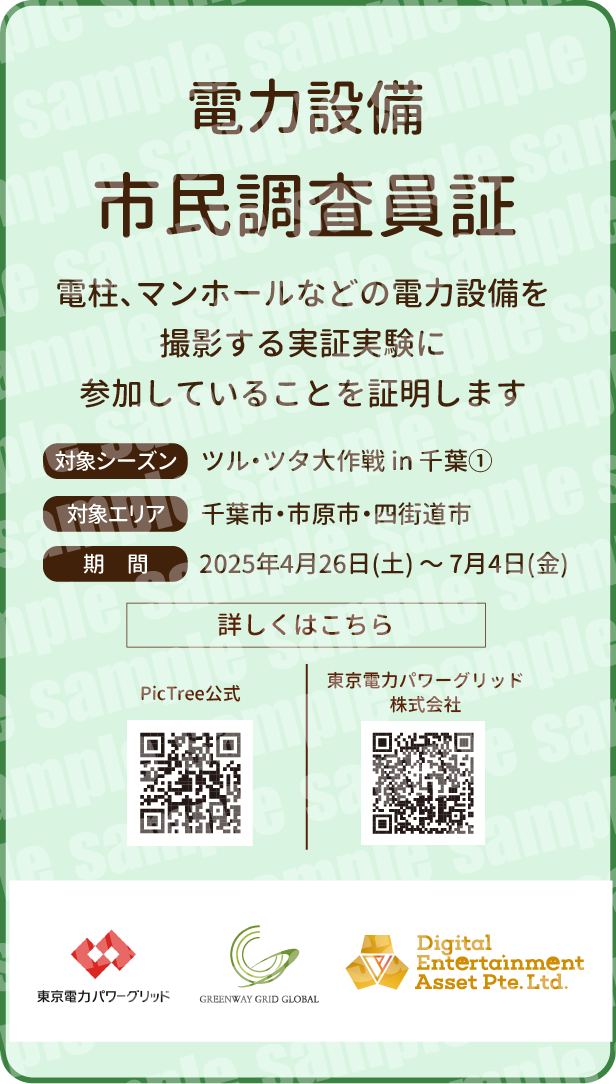 電力設備
市民調査員証
電柱、マンホールなどの電力設備を
撮影する実証実験に
参加していることを証明します
対象シーズン ツル・ツタ大作戦 in 千葉①
対象エリア 千葉市・市原市・四街道市
期 間 2025年4月26日(土) ～ 7月4日(金)
詳しくはこちら
PicTree公式
東京電力パワーグリッド
株式会社
東京電力パワーグリッド
GREENWAY GRID GLOBAL
Digital
Entertainment
Asset Pte. Ltd.
sample